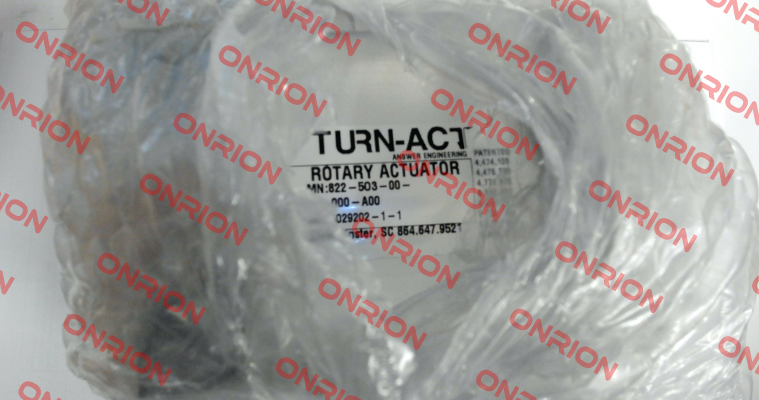 TURN-ACT
ANSWER ENGINEERING
PATENTED
ROTARY ACTUATOR
MN:822-503-00-
000-A00
029202-1-1
SC 864.647.9521
ONRION